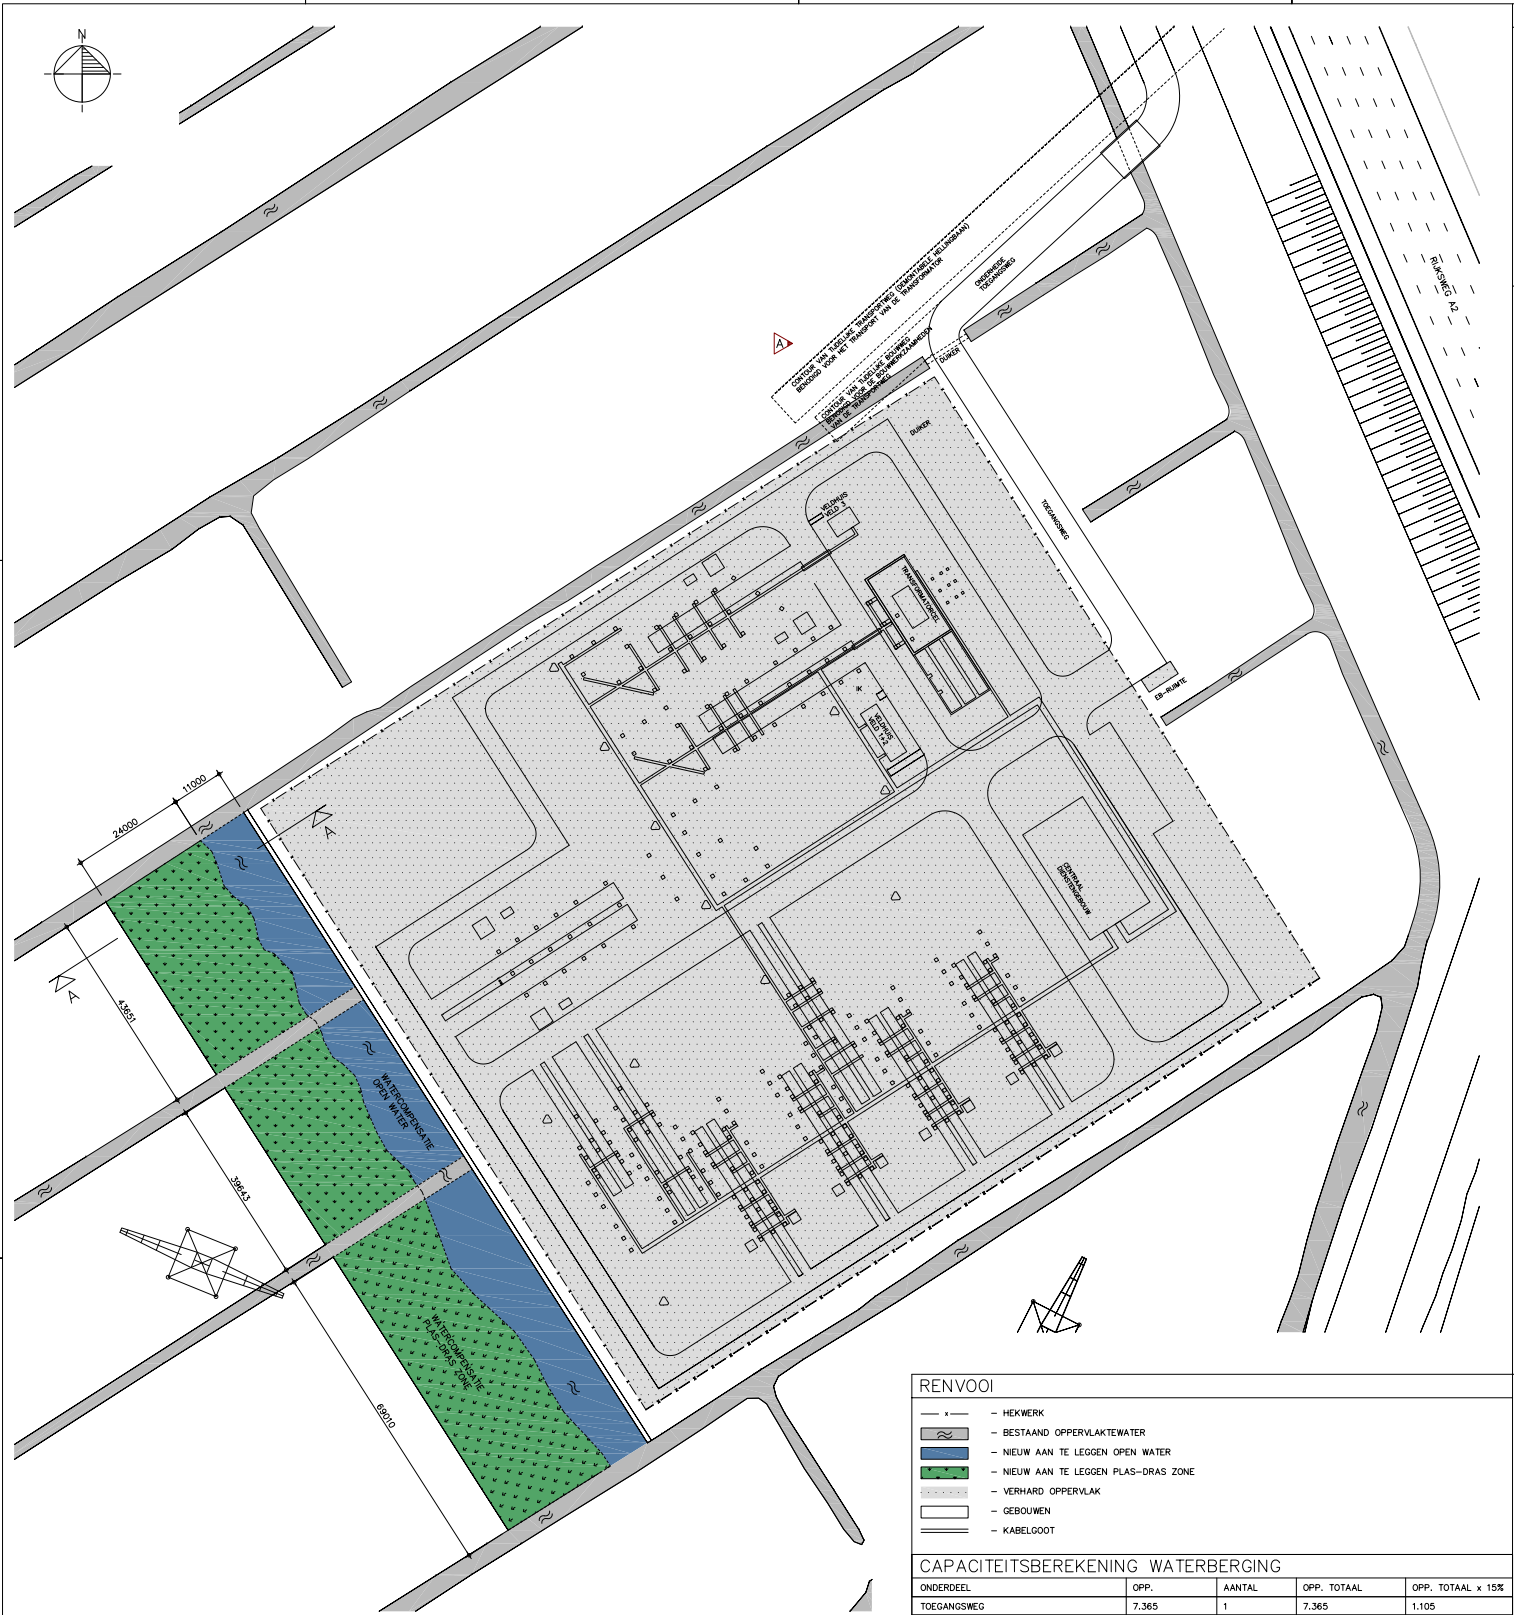 N
RIJKSWEG A2
CONTOUR VAN TIJDELIJKE TRANSPORTWEG (DEMONTABELE HELLINGBAAN)
BENODIGD VOOR HET TRANSPORT VAN DE TRANSFORMATOR
A
CONTOUR VAN TIJDELIJKE BOUWWEG
BENODIGD VOOR DE BOUWWERKZAAMHEDEN
VAN DE TRANSPORTWEG
ONDERHEIDE
TOEGANGSWEG
DUIKER
DUIKER
TOEGANGSWEG
VELDHUIS
VELD 3
TRANSFORMATORCEL
EB-RUIMTE
IK
VELDHUIS
VELD 1+2
CENTRAAL
DIENSTENGEBOUW
11000
24000
A
A
43651
39643
69010
WATERCOMPENSATIE
OPEN WATER
WATERCOMPENSATIE
PLAS-DRAS ZONE
RENVOOI
x - HEKWERK
- BESTAAND OPPERVLAKTEWATER
- NIEUW AAN TE LEGGEN OPEN WATER
- NIEUW AAN TE LEGGEN PLAS-DRAS ZONE
- VERHARD OPPERVLAK
- GEBOUWEN
- KABELGOOT
CAPACITEITSBEREKENING WATERBERGING
ONDERDEEL OPP. AANTAL OPP. TOTAAL OPP. TOTAAL x 15%
TOEGANGSWEG 7.365 1 7.365 1.105